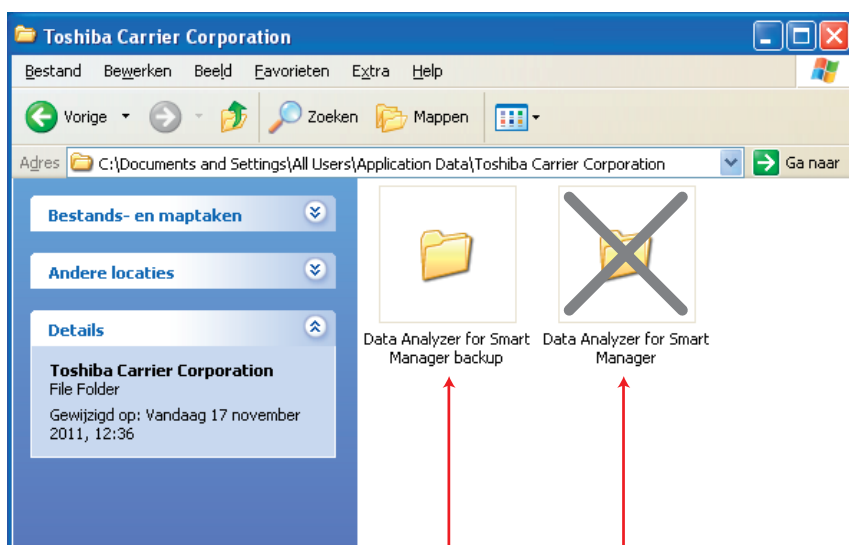 Toshiba Carrier Corporation
Bestand Bewerken Beeld Eavorieten Extra Help
Vorige Zoeken Mappen
Adres C:\Documents and Settings\All Users\Application Data\Toshiba Carrier Corporation Ga naar
Bestands- en maptaken
Andere locaties
Details
Toshiba Carrier Corporation
File Folder
Gewijzigd op: Vandaag 17 november
2011, 12:36
Data Analyzer for Smart
Manager backup
Data Analyzer for Smart
Manager